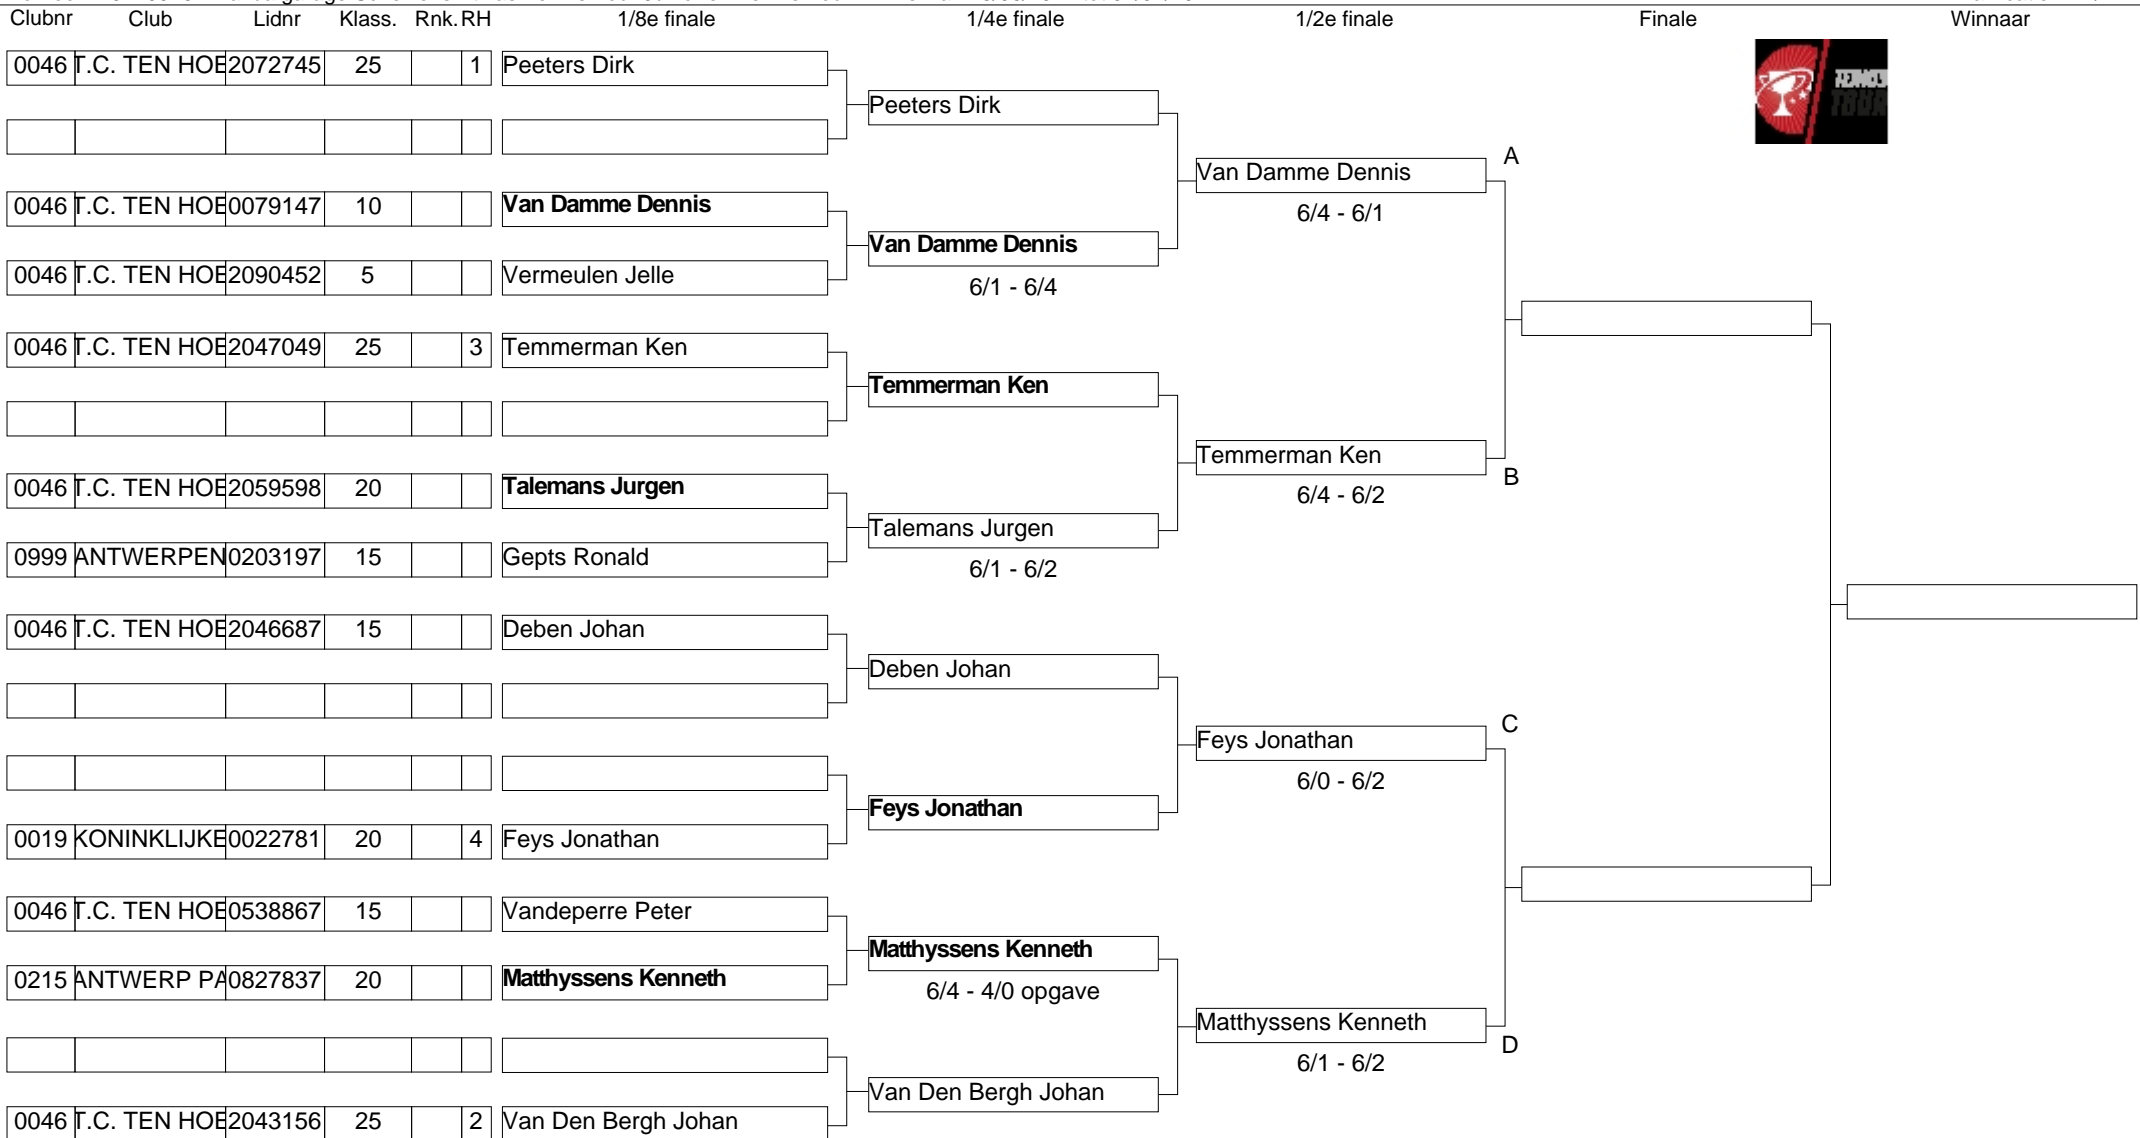 Clubnr Club Lidnr Klass. Rnk. RH 1/8e finale 1/4e finale 1/2e finale Finale Winnaar
0046 T.C. TEN HOE 2072745 25 1 Peeters Dirk
Peeters Dirk
Van Damme Dennis A
6/4 - 6/1
0046 T.C. TEN HOE 0079147 10 Van Damme Dennis
Van Damme Dennis
6/1 - 6/4
0046 T.C. TEN HOE 2090452 5 Vermeulen Jelle
0046 T.C. TEN HOE 2047049 25 3 Temmerman Ken
Temmerman Ken
Temmerman Ken B
6/4 - 6/2
0046 T.C. TEN HOE 2059598 20 Talemans Jurgen
Talemans Jurgen
6/1 - 6/2
0999 ANTWERPEN 0203197 15 Gepts Ronald
0046 T.C. TEN HOE 2046687 15 Deben Johan
Deben Johan
Feys Jonathan C
6/0 - 6/2
Feys Jonathan
0019 KONINKLIJKE 0022781 20 4 Feys Jonathan
0046 T.C. TEN HOE 0538867 15 Vandeperre Peter
Matthyssens Kenneth
6/4 - 4/0 opgave
0215 ANTWERP PA 0827837 20 Matthyssens Kenneth
Matthyssens Kenneth D
6/1 - 6/2
Van Den Bergh Johan
0046 T.C. TEN HOE 2043156 25 2 Van Den Bergh Johan